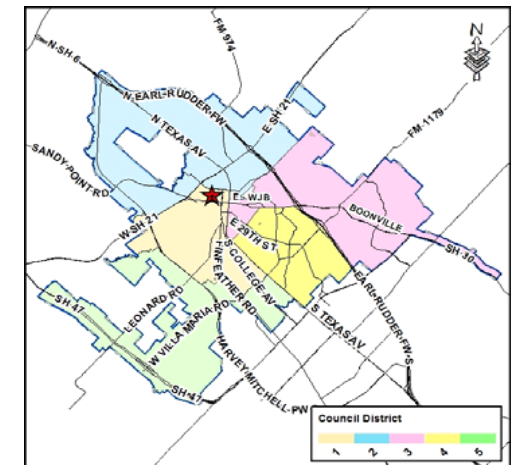 FM 974
N
N-SH-6
N-EARL-RUDDER-FW
E SH 21
N TEXAS AV
FM-1179
SANDY-POINT-RD
E WJB
BOONVILLE
W-SH 21
E 29TH ST
SH-30
S-COLLEGE-AV
FINFEATHER RD
LEONARD RD
SH 47
W VILLA MARIA RD
S TEXAS AV
EARL-RUDDER-FW-S
HARVEY-MITCHELL-PW
SH-47
Council District
1 2 3 4 5